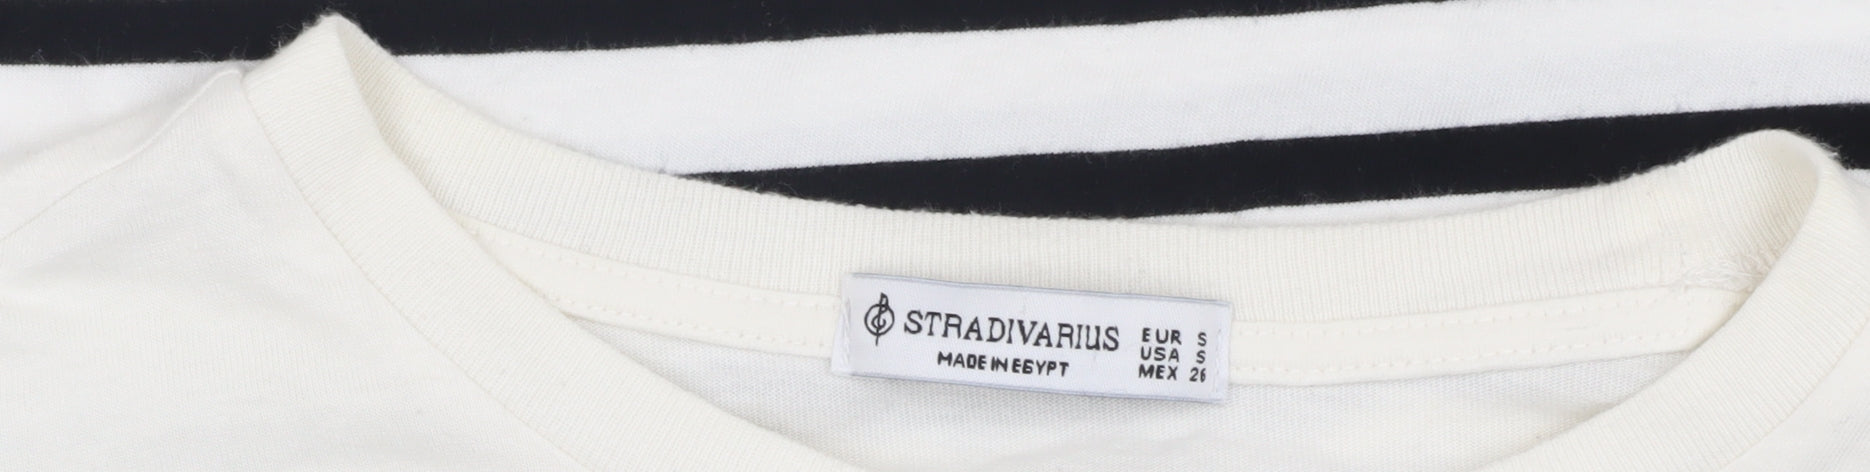 STRADIVARIUS
MADE IN EGYPT
EUR S
USA S
MEX 26